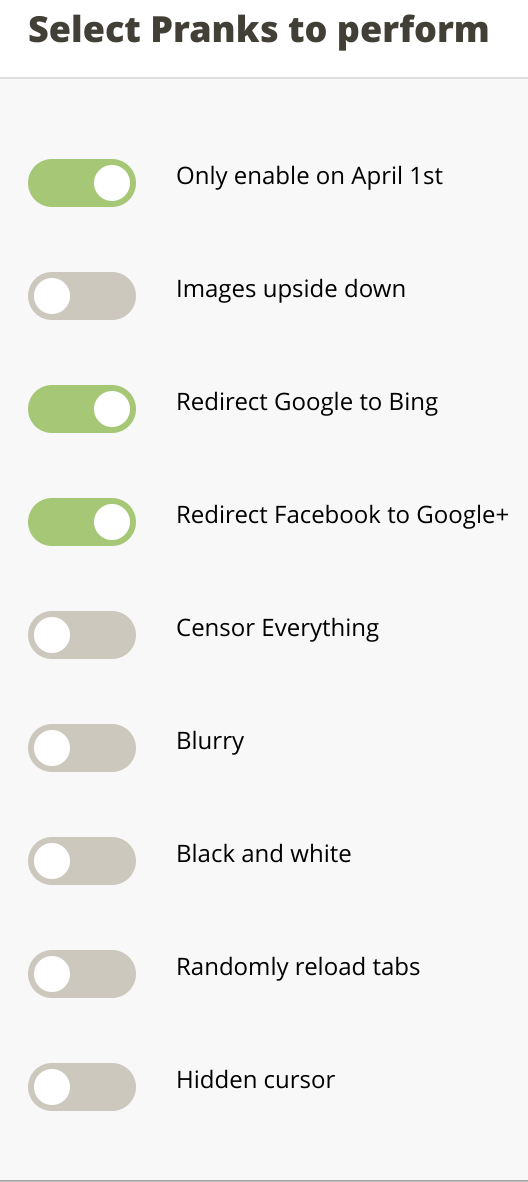 Select Pranks to perform
Only enable on April 1st
Images upside down
Redirect Google to Bing
Redirect Facebook to Google+
Censor Everything
Blurry
Black and white
Randomly reload tabs
Hidden cursor